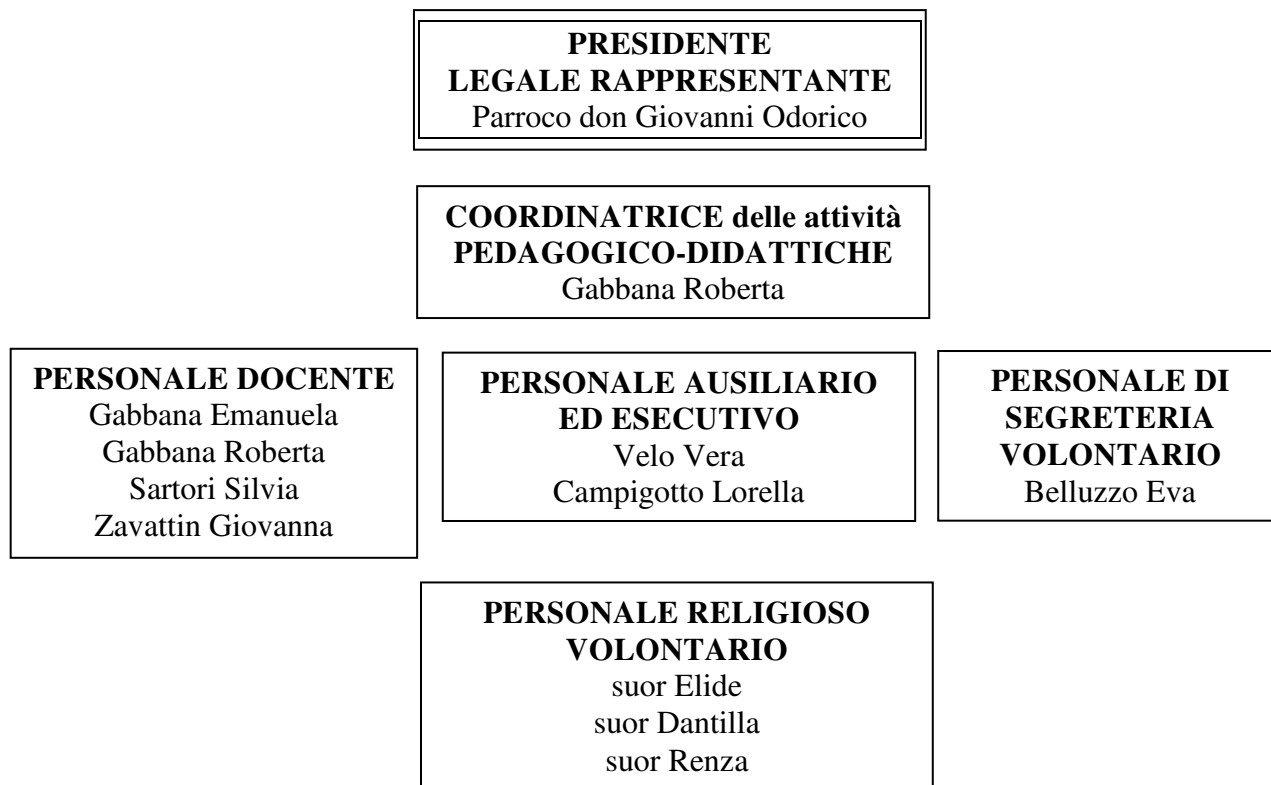 PRESIDENTE
LEGALE RAPPRESENTANTE
Parroco don Giovanni Odorico
COORDINATRICE delle attività
PEDAGOGICO-DIDATTICHE
Gabbana Roberta
PERSONALE DOCENTE
Gabbana Emanuela
Gabbana Roberta
Sartori Silvia
Zavattin Giovanna
PERSONALE AUSILIARIO
ED ESECUTIVO
Velo Vera
Campigotto Lorella
PERSONALE DI
SEGRETERIA
VOLONTARIO
Belluzzo Eva
PERSONALE RELIGIOSO
VOLONTARIO
suor Elide
suor Dantilla
suor Renza